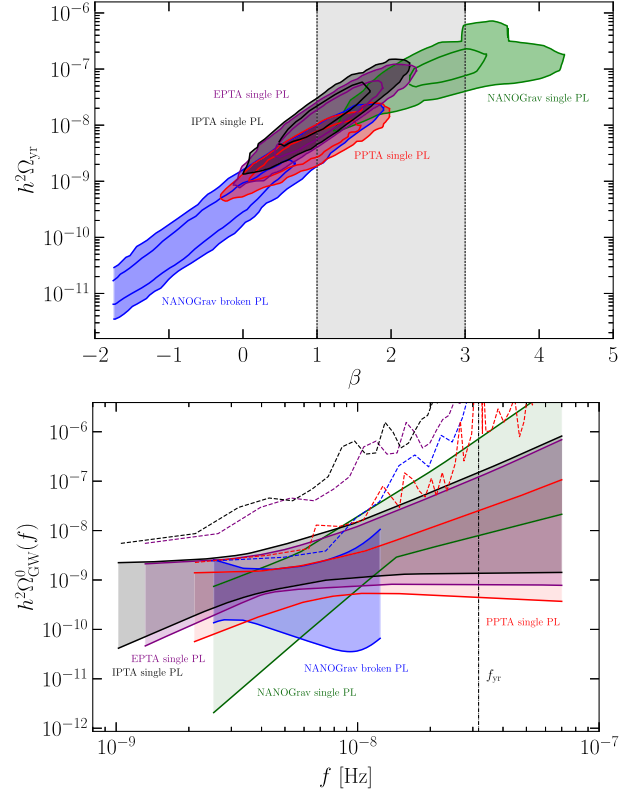 10⁻⁶
10⁻⁷
10⁻⁸
10⁻⁹
10⁻¹⁰
10⁻¹¹
h²Ω_yr
EPTA single PL
IPTA single PL
NANOGrav single PL
PPTA single PL
NANOGrav broken PL
−2 −1 0 1 2 3 4 5
β
10⁻⁶
10⁻⁷
10⁻⁸
10⁻⁹
10⁻¹⁰
10⁻¹¹
10⁻¹²
h²Ω⁰_GW(f)
PPTA single PL
EPTA single PL
IPTA single PL
NANOGrav broken PL
NANOGrav single PL
f_yr
10⁻⁹ 10⁻⁸ 10⁻⁷
f [Hz]